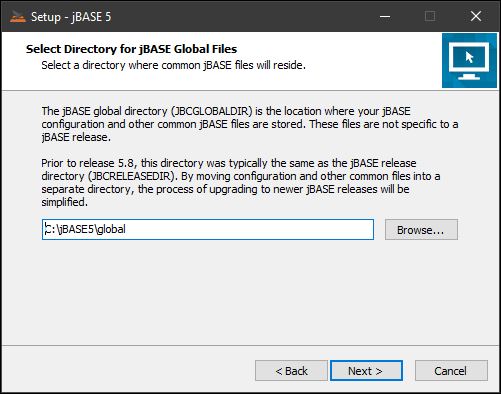 Setup - jBASE 5
Select Directory for jBASE Global Files
Select a directory where common jBASE files will reside.
The jBASE global directory (JBCGLOBALDIR) is the location where your jBASE
configuration and other common jBASE files are stored. These files are not specific to a
jBASE release.
Prior to release 5.8, this directory was typically the same as the jBASE release
directory (JBCRELEASEDIR). By moving configuration and other common files into a
separate directory, the process of upgrading to newer jBASE releases will be
simplified.
C:\jBASE5\global
Browse...
< Back
Next >
Cancel